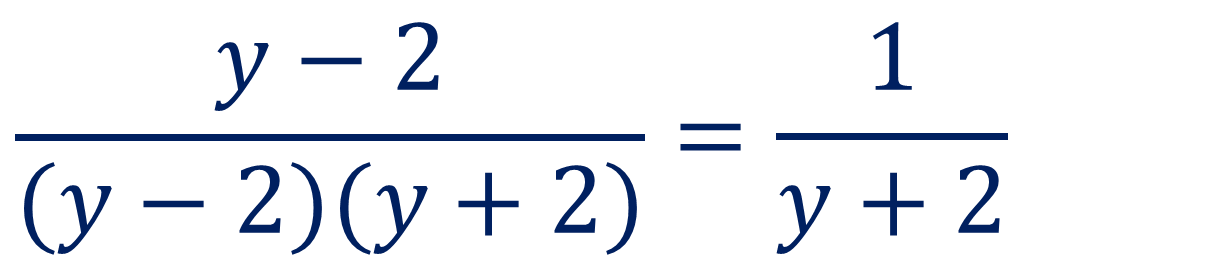 y − 2
(y − 2)(y + 2)
=
1
y + 2